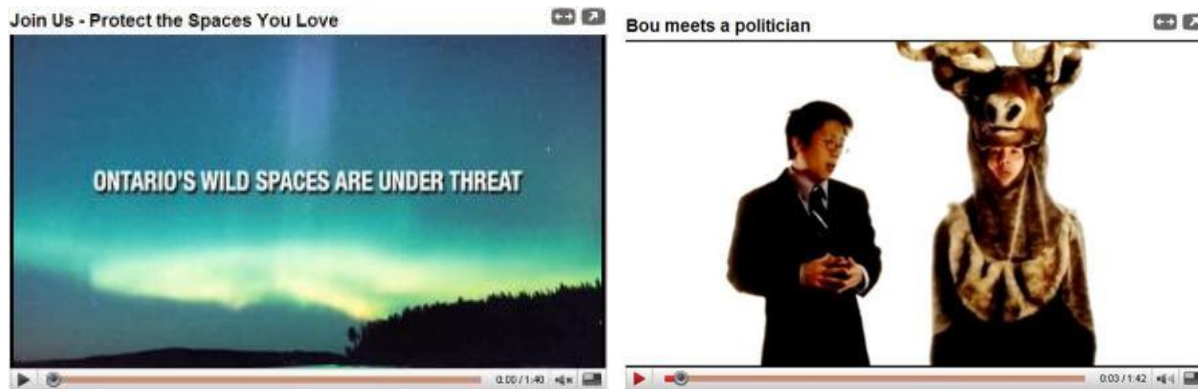 Join Us - Protect the Spaces You Love
ONTARIO'S WILD SPACES ARE UNDER THREAT
0:00 / 1:40
Bou meets a politician
0:03 / 1:42